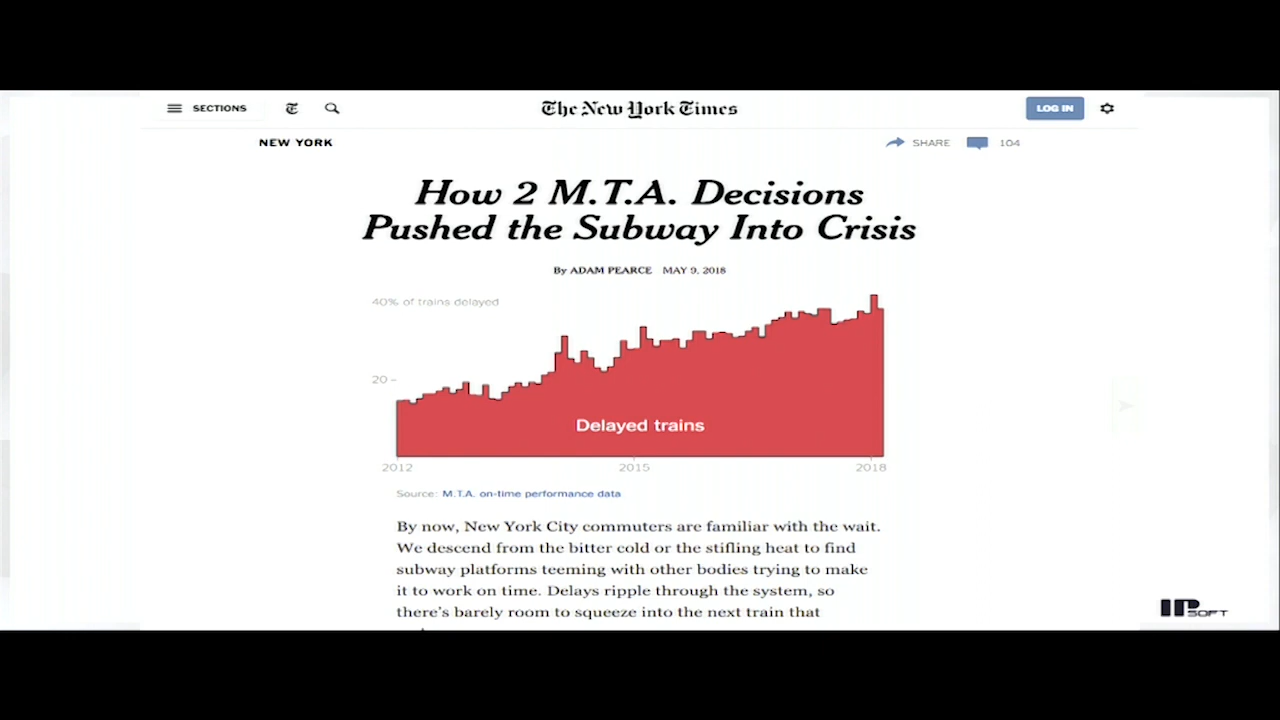 SECTIONS
The New York Times
LOG IN
NEW YORK
SHARE
104
How 2 M.T.A. Decisions
Pushed the Subway Into Crisis
By ADAM PEARCE MAY 9, 2018
40% of trains delayed
20
Delayed trains
2012 2015 2018
Source: M.T.A. on-time performance data
By now, New York City commuters are familiar with the wait.
We descend from the bitter cold or the stifling heat to find
subway platforms teeming with other bodies trying to make
it to work on time. Delays ripple through the system, so
there's barely room to squeeze into the next train that
IPSOFT